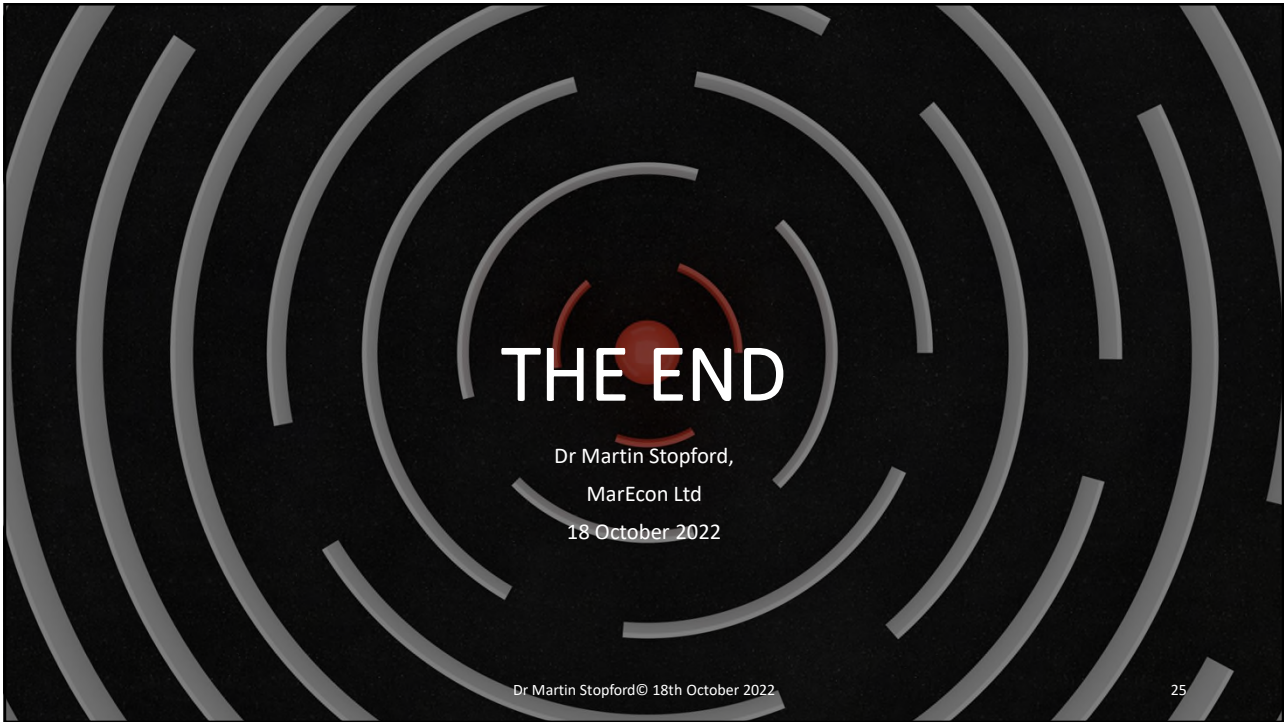 THE END
Dr Martin Stopford,
MarEcon Ltd
18 October 2022
Dr Martin Stopford© 18th October 2022
25